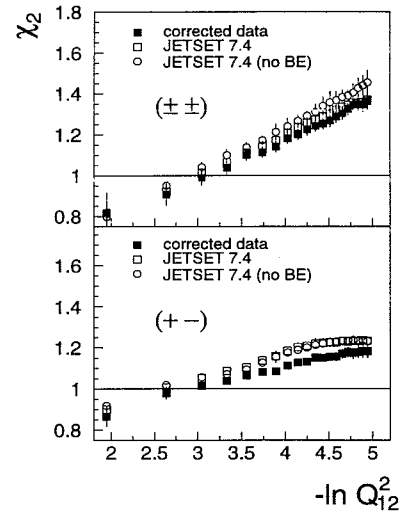 χ2
1.8
1.6
1.4
1.2
1
0.8
corrected data
JETSET 7.4
JETSET 7.4 (no BE)
(± ±)
1.6
1.4
1.2
1
0.8
corrected data
JETSET 7.4
JETSET 7.4 (no BE)
(+ −)
2 2.5 3 3.5 4 4.5 5
-ln Q²12